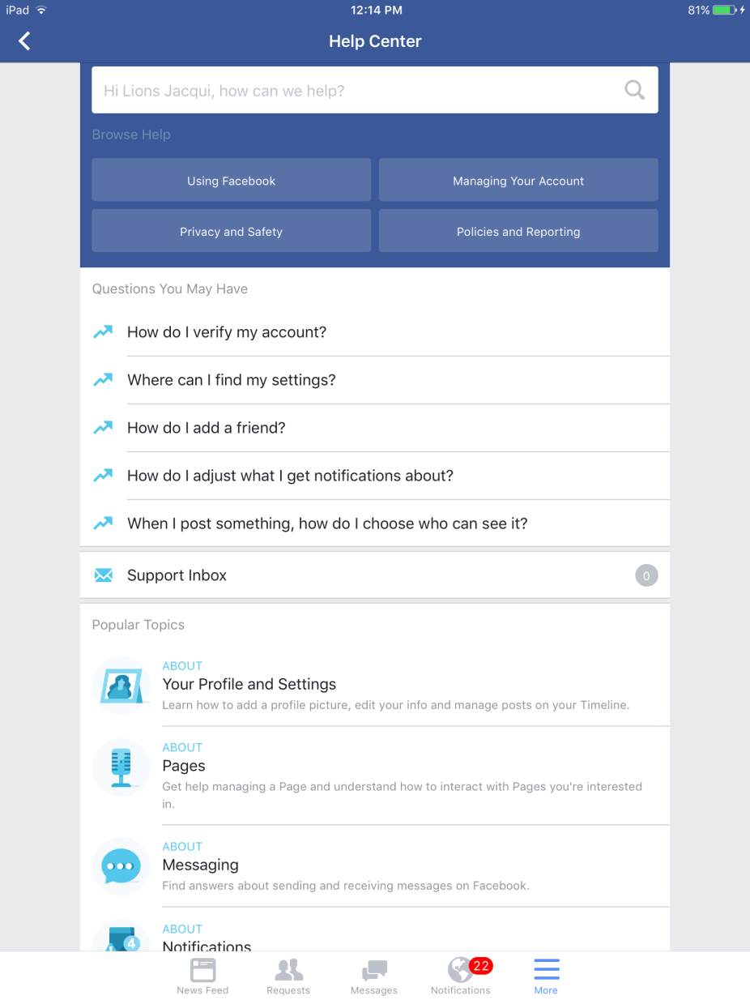 iPad 12:14 PM 81%
Help Center
Hi Lions Jacqui, how can we help?
Browse Help
Using Facebook
Managing Your Account
Privacy and Safety
Policies and Reporting
Questions You May Have
How do I verify my account?
Where can I find my settings?
How do I add a friend?
How do I adjust what I get notifications about?
When I post something, how do I choose who can see it?
Support Inbox 0
Popular Topics
ABOUT
Your Profile and Settings
Learn how to add a profile picture, edit your info and manage posts on your Timeline.
ABOUT
Pages
Get help managing a Page and understand how to interact with Pages you're interested
in.
ABOUT
Messaging
Find answers about sending and receiving messages on Facebook.
ABOUT
4
Notifications
22
News Feed
Requests
Messages
Notifications
More